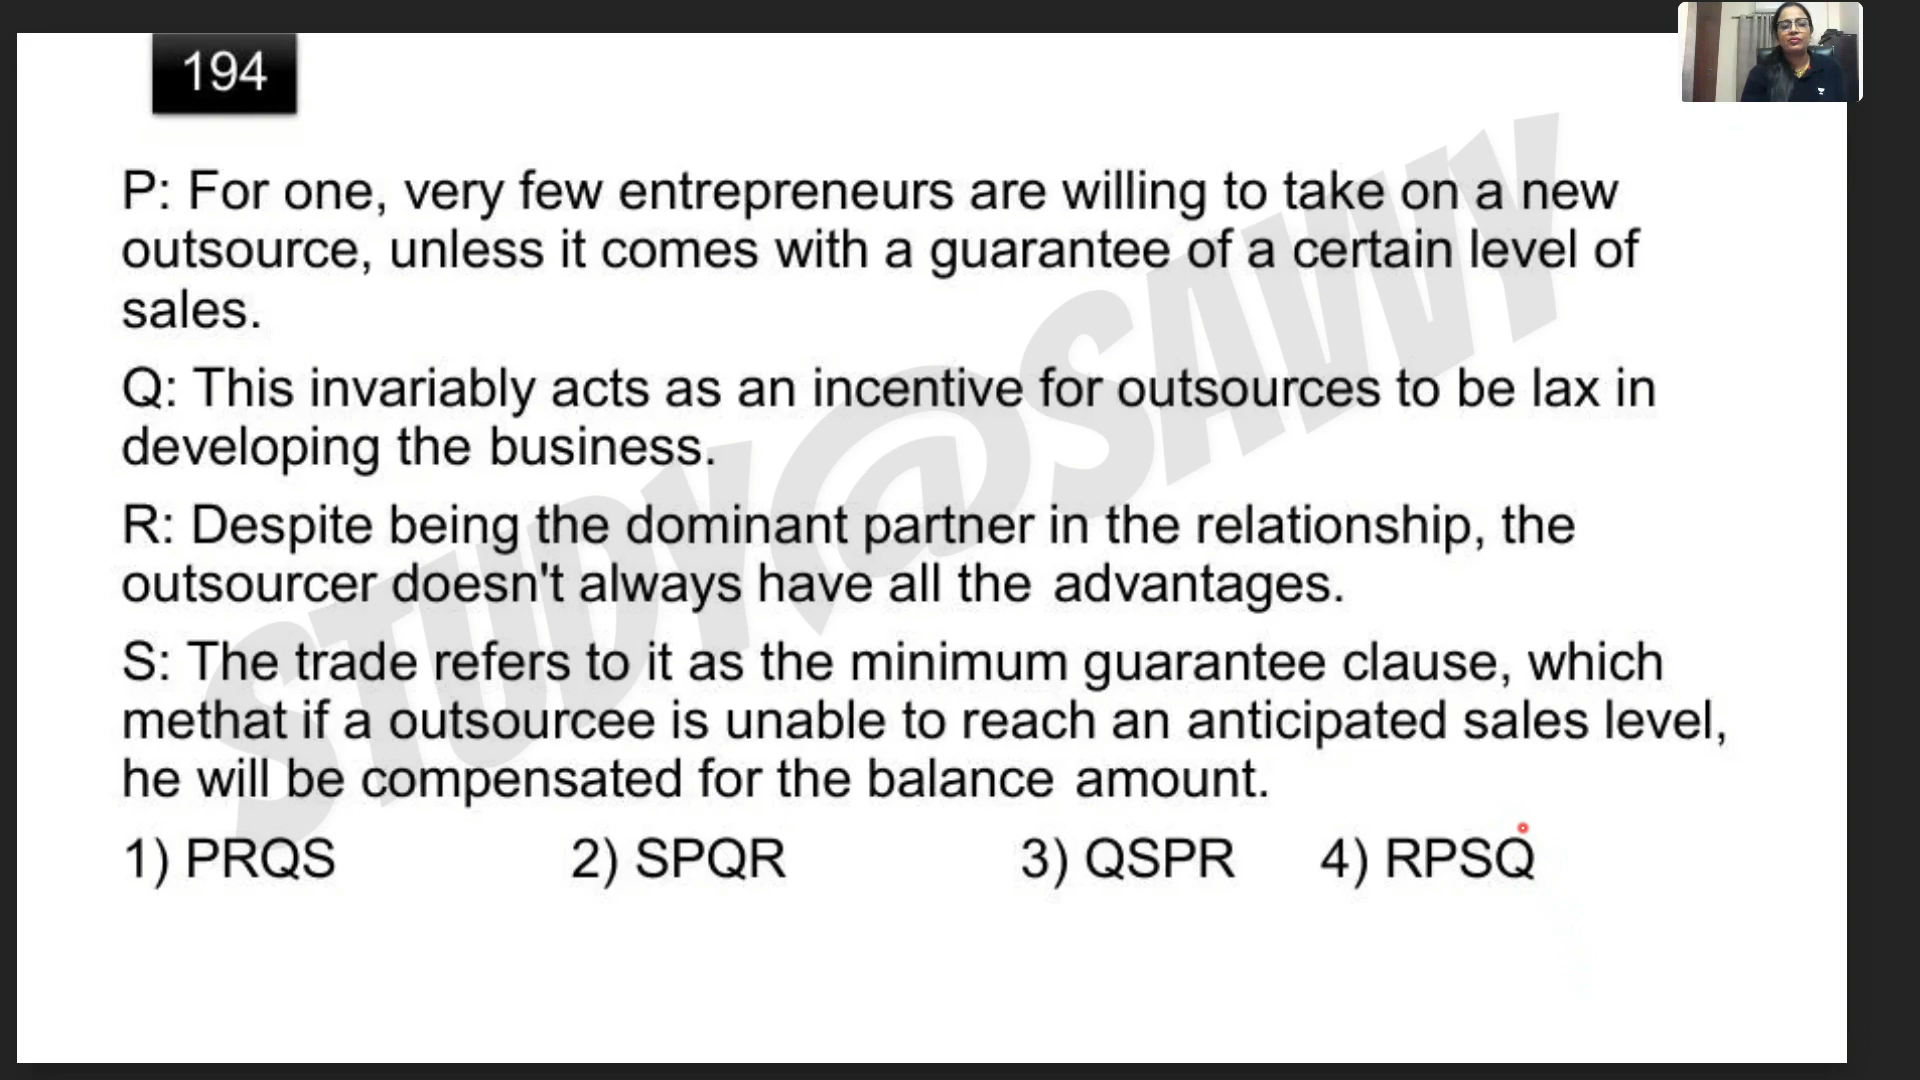 194
P: For one, very few entrepreneurs are willing to take on a new
outsource, unless it comes with a guarantee of a certain level of
sales.
Q: This invariably acts as an incentive for outsources to be lax in
developing the business.
R: Despite being the dominant partner in the relationship, the
outsourcer doesn't always have all the advantages.
S: The trade refers to it as the minimum guarantee clause, which
methat if a outsourcee is unable to reach an anticipated sales level,
he will be compensated for the balance amount.
1) PRQS 2) SPQR 3) QSPR 4) RPSQ
STUDY@SAVVY